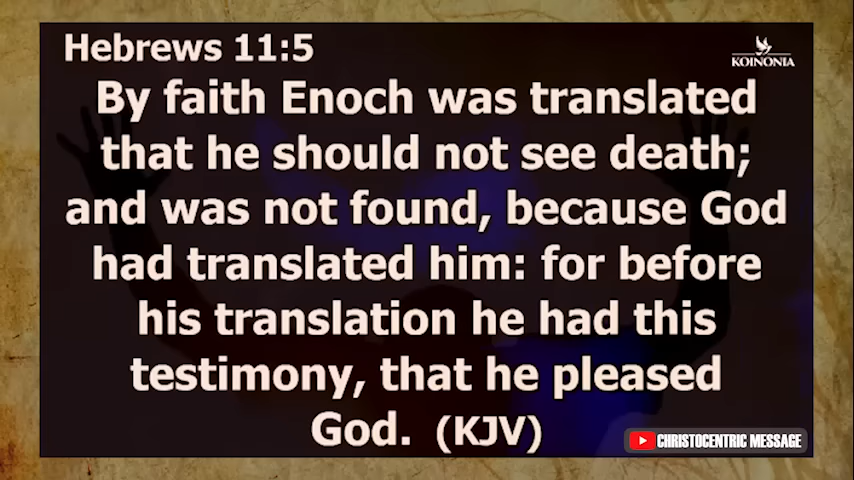 Hebrews 11:5
KOINONIA
By faith Enoch was translated
that he should not see death;
and was not found, because God
had translated him: for before
his translation he had this
testimony, that he pleased
God. (KJV)
CHRISTOCENTRIC MESSAGE